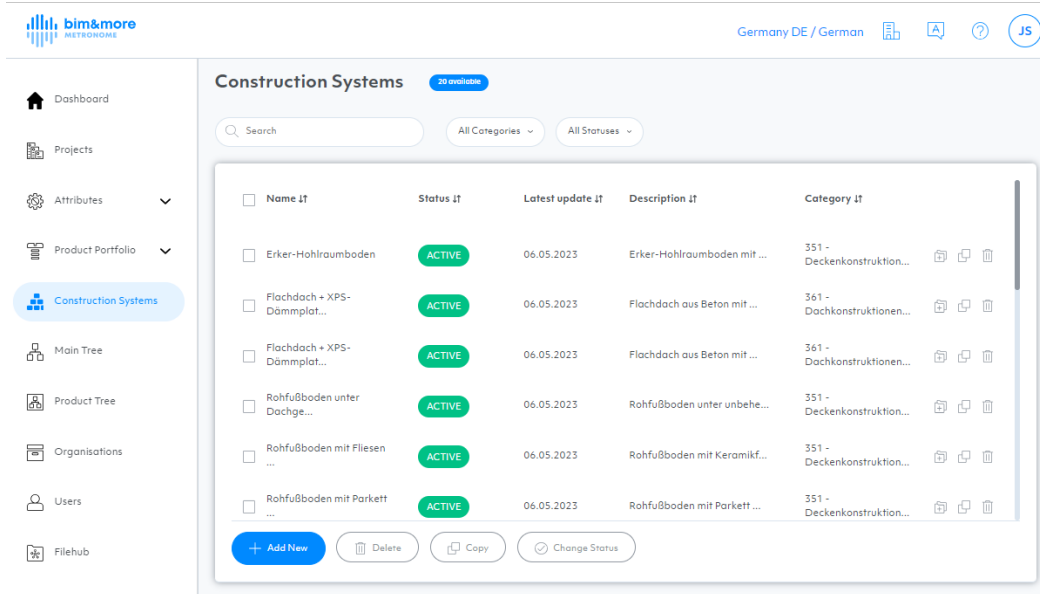 bim&more
METRONOME
Germany DE / German
A
?
JS
Dashboard
Projects
Attributes
Product Portfolio
Construction Systems
Main Tree
Product Tree
Organisations
Users
Filehub
Construction Systems
20 available
Search
All Categories
All Statuses
Name ↓↑ Status ↓↑ Latest update ↓↑ Description ↓↑ Category ↓↑
Erker-Hohlraumboden ACTIVE 06.05.2023 Erker-Hohlraumboden mit ... 351 -
Deckenkonstruktion...
Flachdach + XPS- ACTIVE 06.05.2023 Flachdach aus Beton mit ... 361 -
Dämmplat... Dachkonstruktionen...
Flachdach + XPS- ACTIVE 06.05.2023 Flachdach aus Beton mit ... 361 -
Dämmplat... Dachkonstruktionen...
Rohfußboden unter ACTIVE 06.05.2023 Rohfußboden unter unbehe... 351 -
Dachge... Deckenkonstruktion...
Rohfußboden mit Fliesen ACTIVE 06.05.2023 Rohfußboden mit Keramikf... 351 -
... Deckenkonstruktion...
Rohfußboden mit Parkett ACTIVE 06.05.2023 Rohfußboden mit Parkett ... 351 -
... Deckenkonstruktion...
+ Add New
Delete
Copy
Change Status